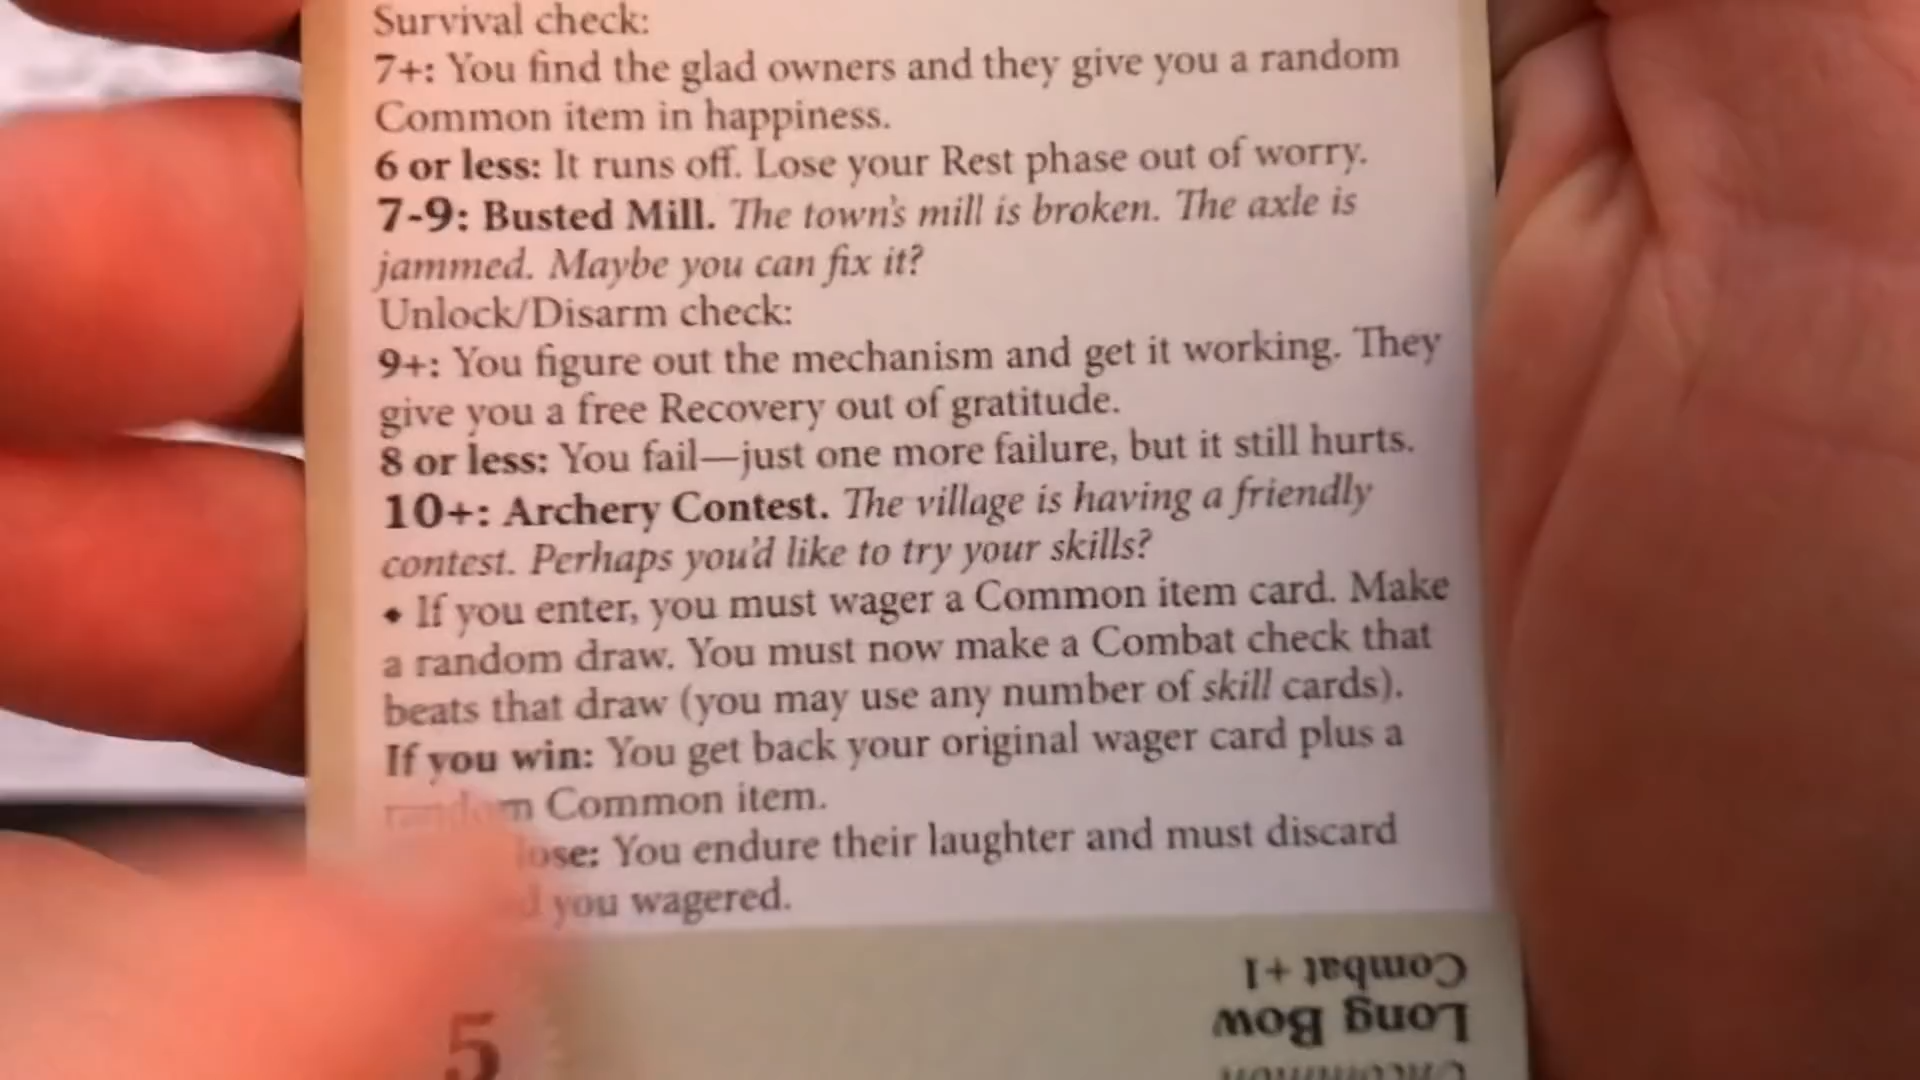 Survival check:
7+: You find the glad owners and they give you a random
Common item in happiness.
6 or less: It runs off. Lose your Rest phase out of worry.
7-9: Busted Mill. The town's mill is broken. The axle is
jammed. Maybe you can fix it?
Unlock/Disarm check:
9+: You figure out the mechanism and get it working. They
give you a free Recovery out of gratitude.
8 or less: You fail—just one more failure, but it still hurts.
10+: Archery Contest. The village is having a friendly
contest. Perhaps you'd like to try your skills?
◆ If you enter, you must wager a Common item card. Make
a random draw. You must now make a Combat check that
beats that draw (you may use any number of skill cards).
If you win: You get back your original wager card plus a
random Common item.
lose: You endure their laughter and must discard
you wagered.
5
Uncommon
Long Bow
Combat +1